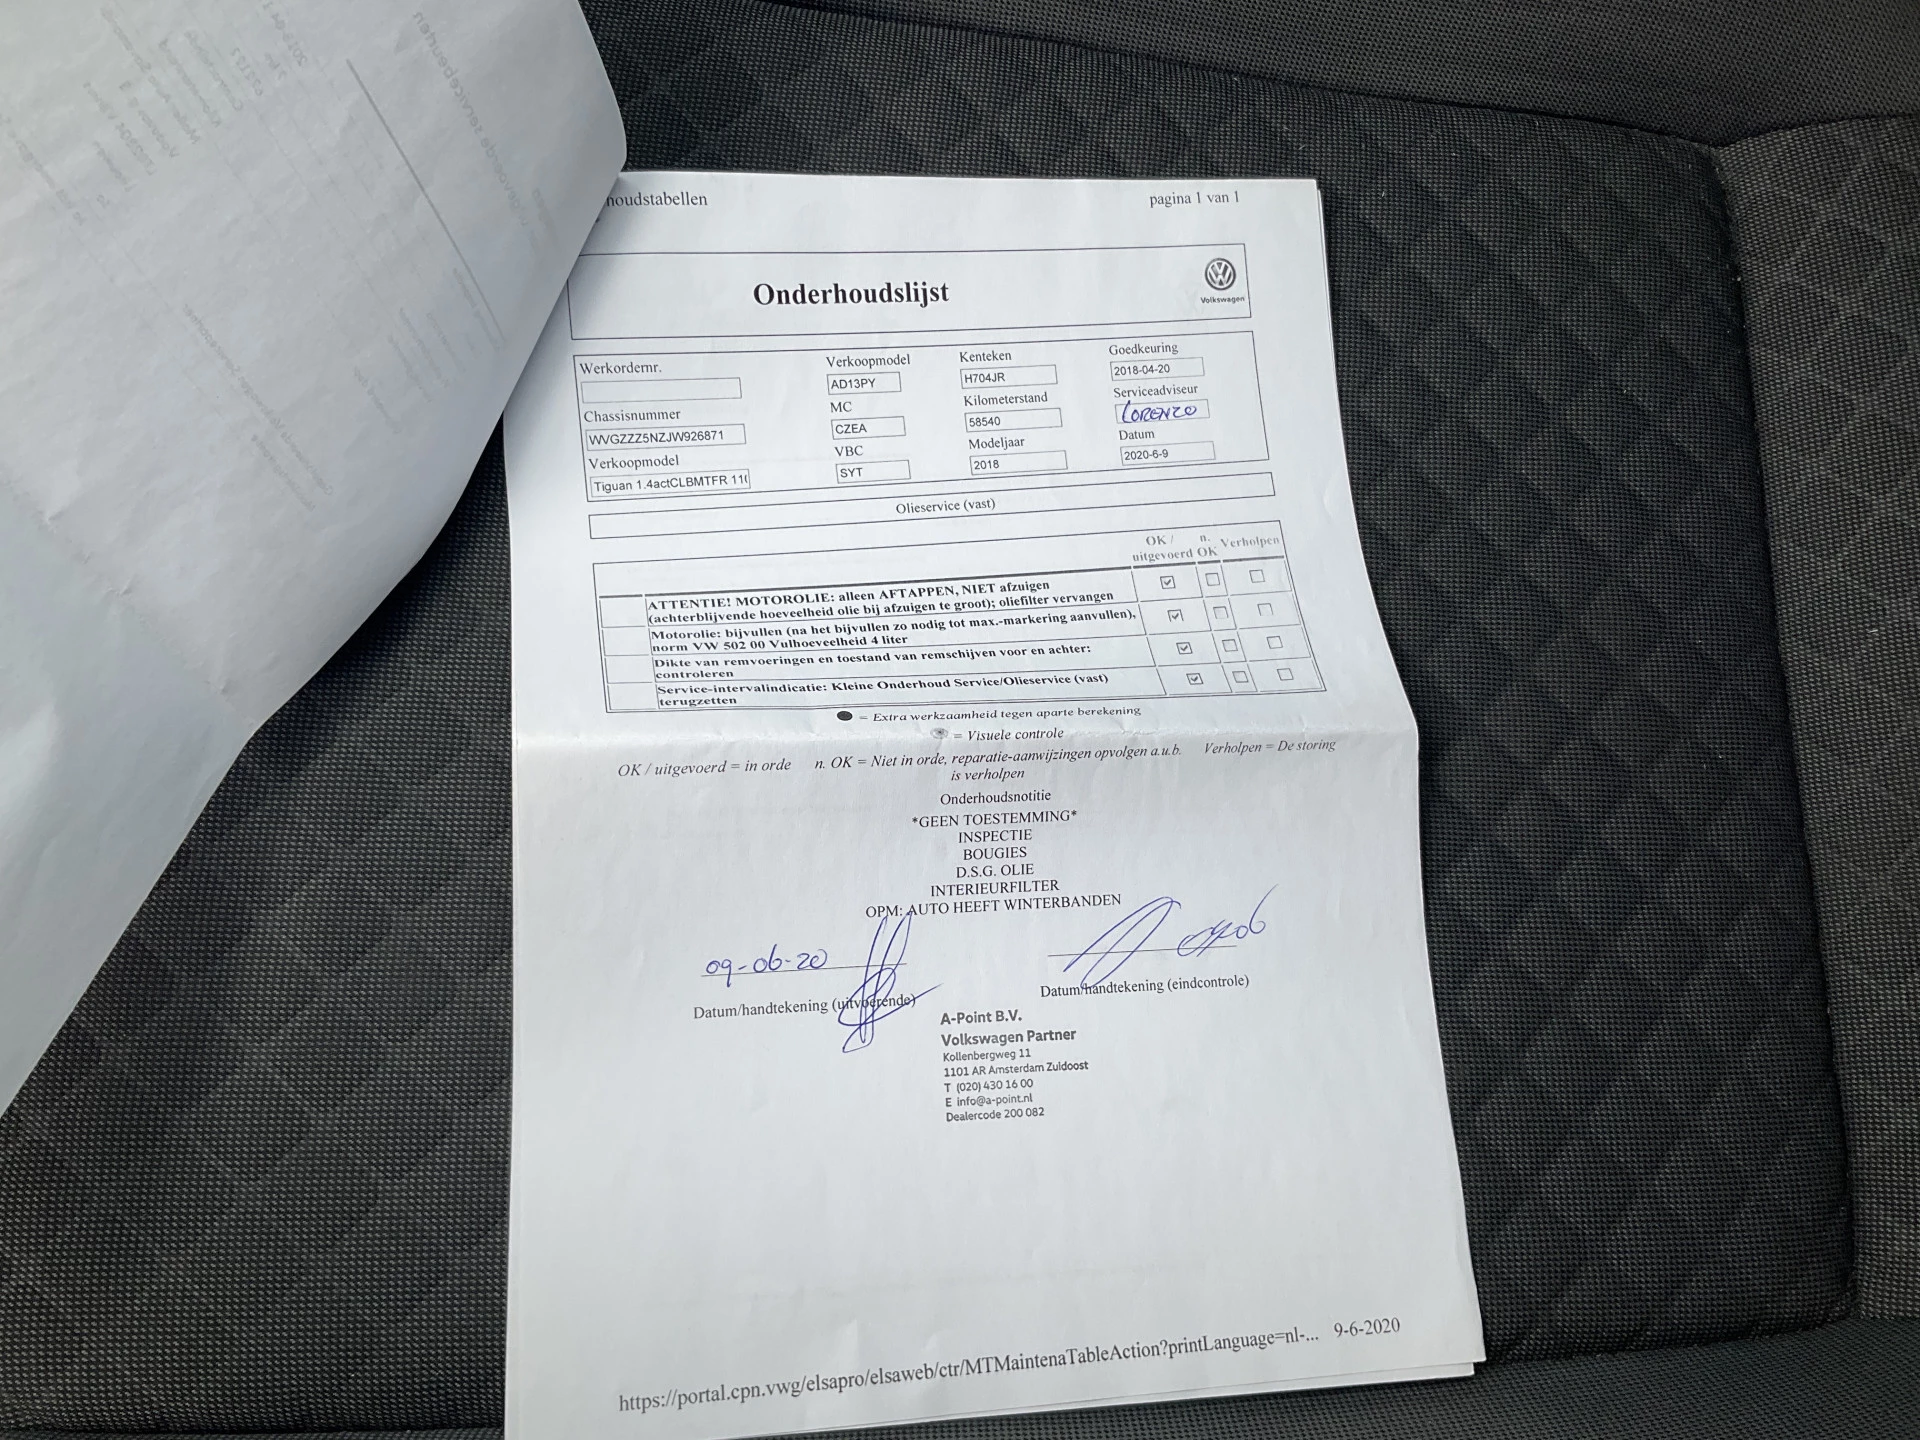 houdstabellen
pagina 1 van 1
Onderhoudslijst
Volkswagen
Werkordernr.
Verkoopmodel
AD13PY
Kenteken
H704JR
Goedkeuring
2018-04-20
Chassisnummer
WVGZZZ5NZJW926871
MC
CZEA
Kilometerstand
58540
Serviceadviseur
LORENZO
Verkoopmodel
Tiguan 1.4actCLBMTFR 110
VBC
SYT
Modeljaar
2018
Datum
2020-6-9
Olieservice (vast)
OK / uitgevoerd
n. OK
Verholpen
ATTENTIE! MOTOROLIE: alleen AFTAPPEN, NIET afzuigen
(achterblijvende hoeveelheid olie bij afzuigen te groot); oliefilter vervangen
Motorolie: bijvullen (na het bijvullen zo nodig tot max.-markering aanvullen),
norm VW 502 00 Vulhoeveelheid 4 liter
Dikte van remvoeringen en toestand van remschijven voor en achter:
controleren
Service-intervalindicatie: Kleine Onderhoud Service/Olieservice (vast)
terugzetten
= Extra werkzaamheid tegen aparte berekening
= Visuele controle
OK / uitgevoerd = in orde n. OK = Niet in orde, reparatie-aanwijzingen opvolgen a.u.b. Verholpen = De storing
is verholpen
Onderhoudsnotitie
*GEEN TOESTEMMING*
INSPECTIE
BOUGIES
D.S.G. OLIE
INTERIEURFILTER
OPM: AUTO HEEFT WINTERBANDEN
09-06-20
Datum/handtekening (uitvoerende)
Datum/handtekening (eindcontrole)
A-Point B.V.
Volkswagen Partner
Kollenbergweg 11
1101 AR Amsterdam Zuidoost
T (020) 430 16 00
E info@a-point.nl
Dealercode 200 082
https://portal.cpn.vwg/elsapro/elsaweb/ctr/MTMaintenaTableAction?printLanguage=nl-... 9-6-2020